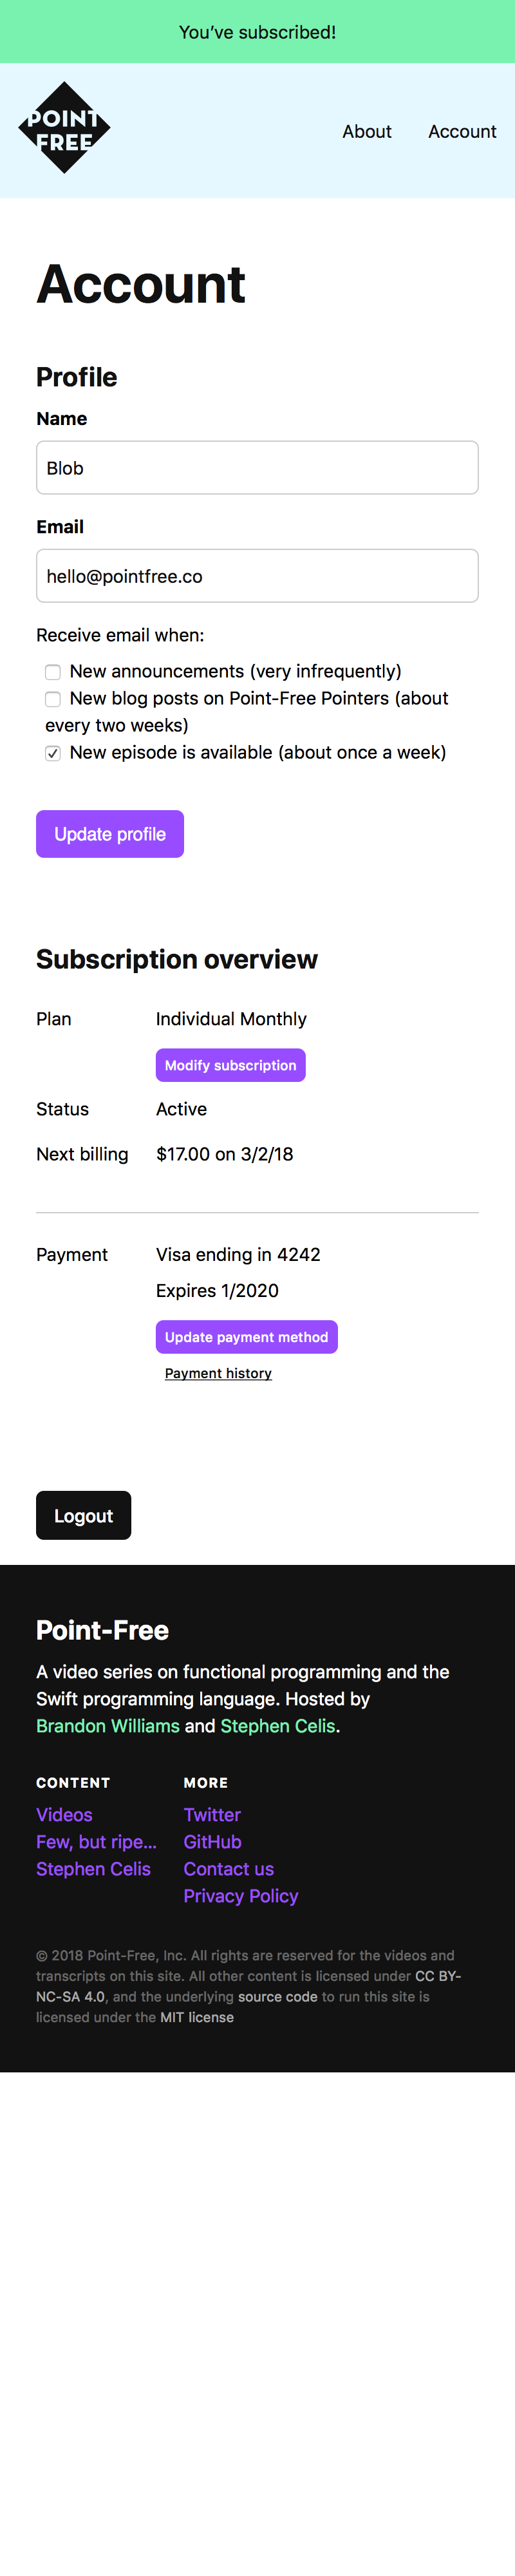 You’ve subscribed!
POINT
FREE
About
Account
Account
Profile
Name
Blob
Email
hello@pointfree.co
Receive email when:
New announcements (very infrequently)
New blog posts on Point-Free Pointers (about
every two weeks)
New episode is available (about once a week)
Update profile
Subscription overview
Plan
Individual Monthly
Modify subscription
Status
Active
Next billing
$17.00 on 3/2/18
Payment
Visa ending in 4242
Expires 1/2020
Update payment method
Payment history
Logout
Point-Free
A video series on functional programming and the
Swift programming language. Hosted by
Brandon Williams and Stephen Celis.
CONTENT
Videos
Few, but ripe...
Stephen Celis
MORE
Twitter
GitHub
Contact us
Privacy Policy
© 2018 Point-Free, Inc. All rights are reserved for the videos and
transcripts on this site. All other content is licensed under CC BY-
NC-SA 4.0, and the underlying source code to run this site is
licensed under the MIT license